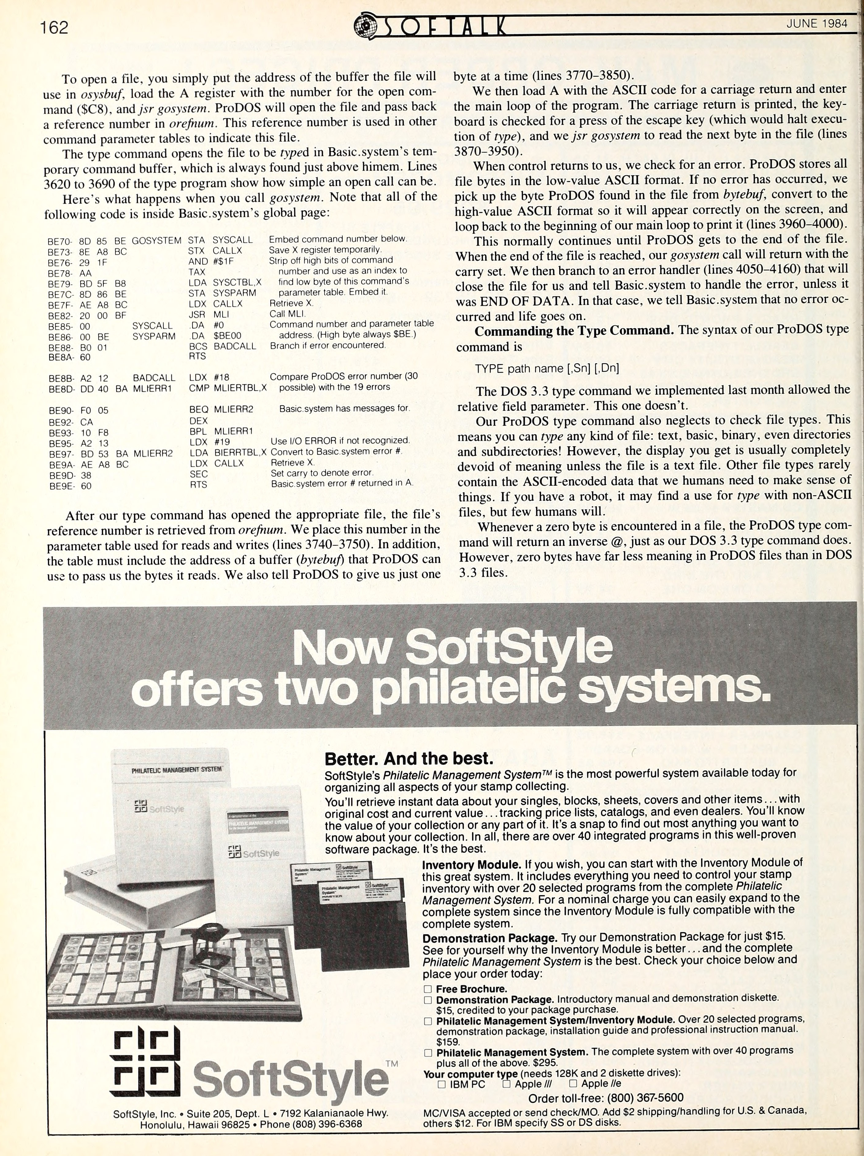 162
SOFTALK
JUNE 1984
To open a file, you simply put the address of the buffer the file will
use in osysbuf, load the A register with the number for the open com-
mand ($C8), and jsr gosystem. ProDOS will open the file and pass back
a reference number in orefnum. This reference number is used in other
command parameter tables to indicate this file.
The type command opens the file to be typed in Basic.system's tem-
porary command buffer, which is always found just above himem. Lines
3620 to 3690 of the type program show how simple an open call can be.
Here's what happens when you call gosystem. Note that all of the
following code is inside Basic.system's global page:
BE70- 8D 85 BE GOSYSTEM STA SYSCALL Embed command number below.
BE73- 8E A8 BC STX CALLX Save X register temporarily.
BE76- 29 1F AND #$1F Strip off high bits of command
BE78- AA TAX number and use as an index to
BE79- BD 5F B8 LDA SYSCTBL,X find low byte of this command's
BE7C- 8D 86 BE STA SYSPARM parameter table. Embed it.
BE7F- AE A8 BC LDX CALLX Retrieve X.
BE82- 20 00 BF JSR MLI Call MLI.
BE85- 00 SYSCALL .DA #0 Command number and parameter table
BE86- 00 BE SYSPARM .DA $BE00 address. (High byte always $BE.)
BE88- B0 01 BCS BADCALL Branch if error encountered.
BE8A- 60 RTS
BE8B- A2 12 BADCALL LDX #18 Compare ProDOS error number (30
BE8D- DD 40 BA MLIERR1 CMP MLIERTBL,X possible) with the 19 errors
BE90- F0 05 BEQ MLIERR2 Basic.system has messages for.
BE92- CA DEX
BE93- 10 F8 BPL MLIERR1
BE95- A2 13 LDX #19 Use I/O ERROR if not recognized.
BE97- BD 53 BA MLIERR2 LDA BIERRTBL,X Convert to Basic.system error #.
BE9A- AE A8 BC LDX CALLX Retrieve X.
BE9D- 38 SEC Set carry to denote error.
BE9E- 60 RTS Basic.system error # returned in A.
After our type command has opened the appropriate file, the file's
reference number is retrieved from orefnum. We place this number in the
parameter table used for reads and writes (lines 3740-3750). In addition,
the table must include the address of a buffer (bytebuf) that ProDOS can
use to pass us the bytes it reads. We also tell ProDOS to give us just one
byte at a time (lines 3770-3850).
We then load A with the ASCII code for a carriage return and enter
the main loop of the program. The carriage return is printed, the key-
board is checked for a press of the escape key (which would halt execu-
tion of type), and we jsr gosystem to read the next byte in the file (lines
3870-3950).
When control returns to us, we check for an error. ProDOS stores all
file bytes in the low-value ASCII format. If no error has occurred, we
pick up the byte ProDOS found in the file from bytebuf, convert to the
high-value ASCII format so it will appear correctly on the screen, and
loop back to the beginning of our main loop to print it (lines 3960-4000).
This normally continues until ProDOS gets to the end of the file.
When the end of the file is reached, our gosystem call will return with the
carry set. We then branch to an error handler (lines 4050-4160) that will
close the file for us and tell Basic.system to handle the error, unless it
was END OF DATA. In that case, we tell Basic.system that no error oc-
curred and life goes on.
Commanding the Type Command. The syntax of our ProDOS type
command is
TYPE path name [,Sn] [,Dn]
The DOS 3.3 type command we implemented last month allowed the
relative field parameter. This one doesn't.
Our ProDOS type command also neglects to check file types. This
means you can type any kind of file: text, basic, binary, even directories
and subdirectories! However, the display you get is usually completely
devoid of meaning unless the file is a text file. Other file types rarely
contain the ASCII-encoded data that we humans need to make sense of
things. If you have a robot, it may find a use for type with non-ASCII
files, but few humans will.
Whenever a zero byte is encountered in a file, the ProDOS type com-
mand will return an inverse @, just as our DOS 3.3 type command does.
However, zero bytes have far less meaning in ProDOS files than in DOS
3.3 files.
Now SoftStyle
offers two philatelic systems.
PHILATELIC MANAGEMENT SYSTEM
SoftStyle
SoftStyle
Philatelic Management
System
Philatelic Management
System
Better. And the best.
SoftStyle's Philatelic Management System™ is the most powerful system available today for
organizing all aspects of your stamp collecting.
You'll retrieve instant data about your singles, blocks, sheets, covers and other items...with
original cost and current value...tracking price lists, catalogs, and even dealers. You'll know
the value of your collection or any part of it. It's a snap to find out most anything you want to
know about your collection. In all, there are over 40 integrated programs in this well-proven
software package. It's the best.
Inventory Module. If you wish, you can start with the Inventory Module of
this great system. It includes everything you need to control your stamp
inventory with over 20 selected programs from the complete Philatelic
Management System. For a nominal charge you can easily expand to the
complete system since the Inventory Module is fully compatible with the
complete system.
Demonstration Package. Try our Demonstration Package for just $15.
See for yourself why the Inventory Module is better...and the complete
Philatelic Management System is the best. Check your choice below and
place your order today:
□ Free Brochure.
□ Demonstration Package. Introductory manual and demonstration diskette.
$15, credited to your package purchase.
□ Philatelic Management System/Inventory Module. Over 20 selected programs,
demonstration package, installation guide and professional instruction manual.
$159.
□ Philatelic Management System. The complete system with over 40 programs
plus all of the above. $295.
Your computer type (needs 128K and 2 diskette drives):
□ IBM PC □ Apple /// □ Apple //e
Order toll-free: (800) 367-5600
MC/VISA accepted or send check/MO. Add $2 shipping/handling for U.S. & Canada,
others $12. For IBM specify SS or DS disks.
SoftStyle™
SoftStyle, Inc. • Suite 205, Dept. L • 7192 Kalanianaole Hwy.
Honolulu, Hawaii 96825 • Phone (808) 396-6368